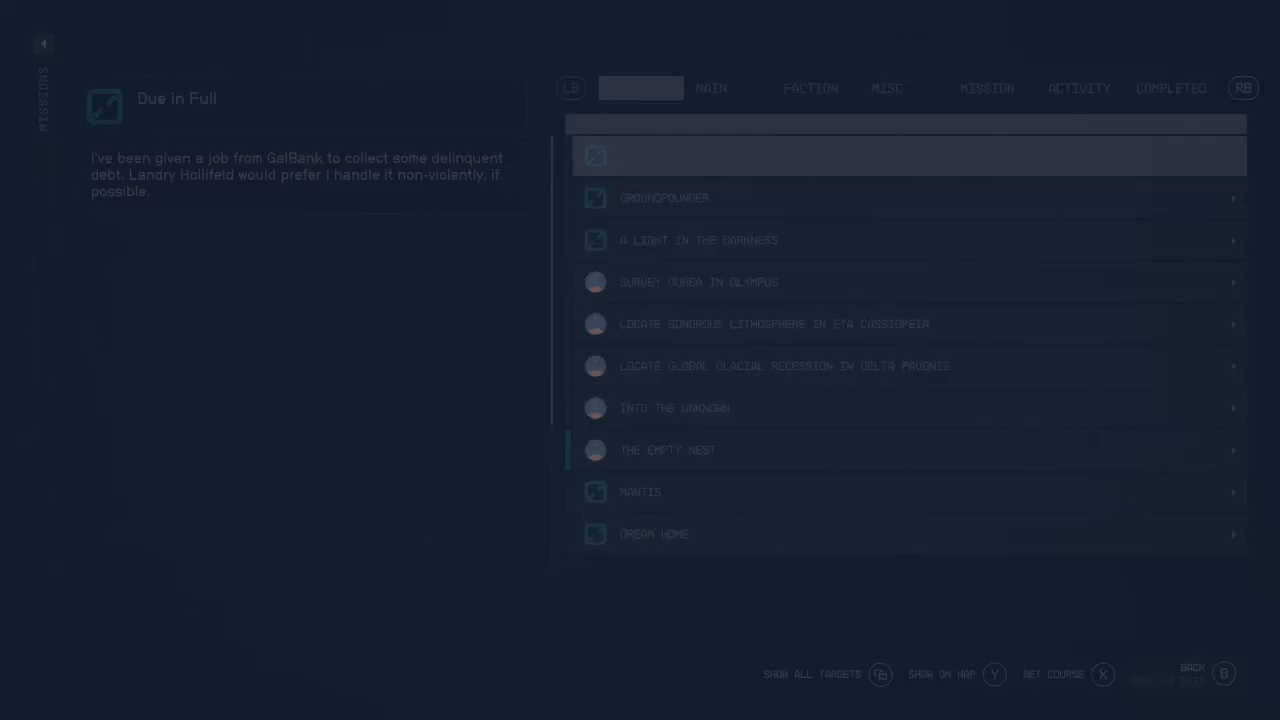 MISSIONS
Due in Full
I've been given a job from GalBank to collect some delinquent
debt. Landry Hollifeld would prefer I handle it non-violently, if
possible.
LB MAIN FACTION MISC MISSION ACTIVITY COMPLETED RB
GROUNDPOUNDER
A LIGHT IN THE DARKNESS
SURVEY OUREA IN OLYMPUS
LOCATE SONOROUS LITHOSPHERE IN ETA CASSIOPEIA
LOCATE GLOBAL GLACIAL RECESSION IN DELTA PAVONIS
INTO THE UNKNOWN
THE EMPTY NEST
MANTIS
DREAM HOME
SHOW ALL TARGETS SHOW ON MAP Y SET COURSE X BACK B